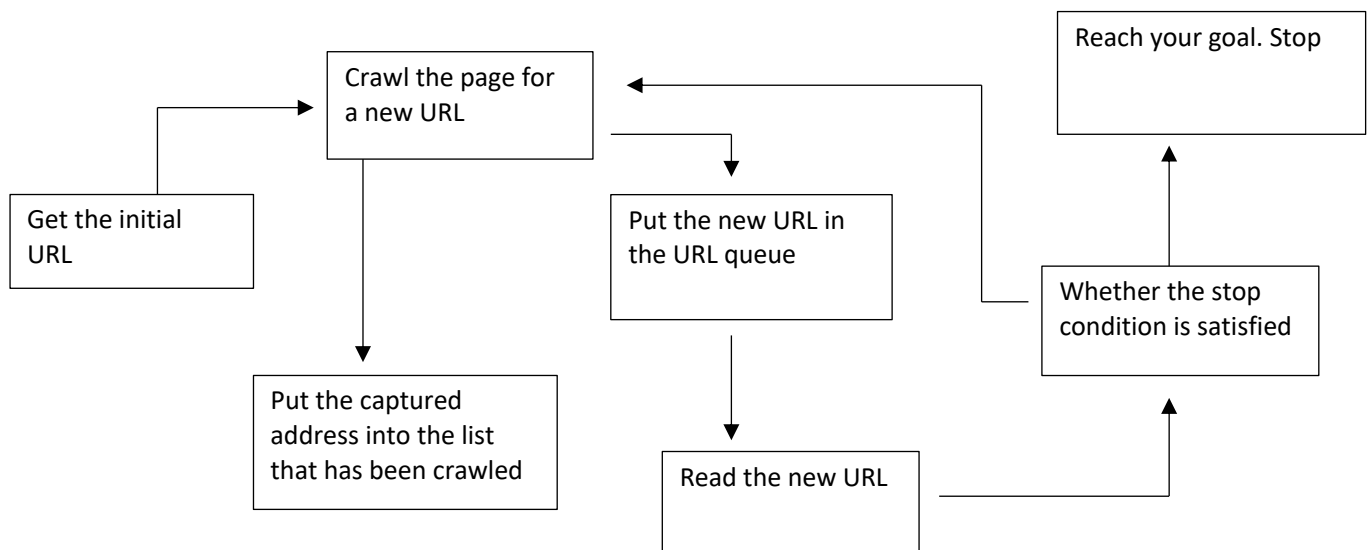 Reach your goal. Stop
Crawl the page for
a new URL
Get the initial
URL
Put the new URL in
the URL queue
Whether the stop
condition is satisfied
Put the captured
address into the list
that has been crawled
Read the new URL